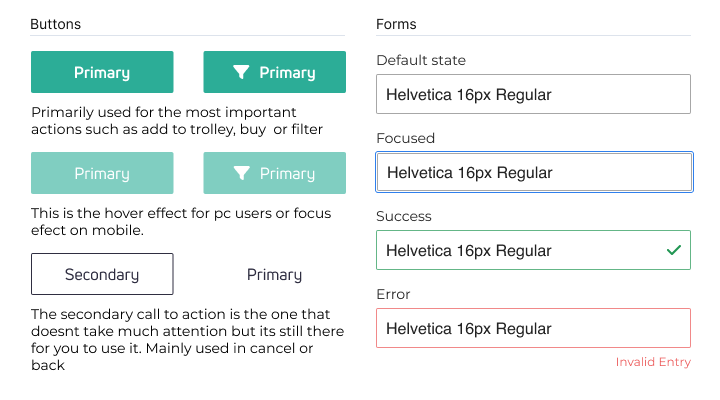 Buttons
Primary
Primary
Primarily used for the most important
actions such as add to trolley, buy  or filter
Primary
Primary
This is the hover effect for pc users or focus
efect on mobile.
Secondary
Primary
The secondary call to action is the one that
doesnt take much attention but its still there
for you to use it. Mainly used in cancel or
back
Forms
Default state
Helvetica 16px Regular
Focused
Helvetica 16px Regular
Success
Helvetica 16px Regular
Error
Helvetica 16px Regular
Invalid Entry